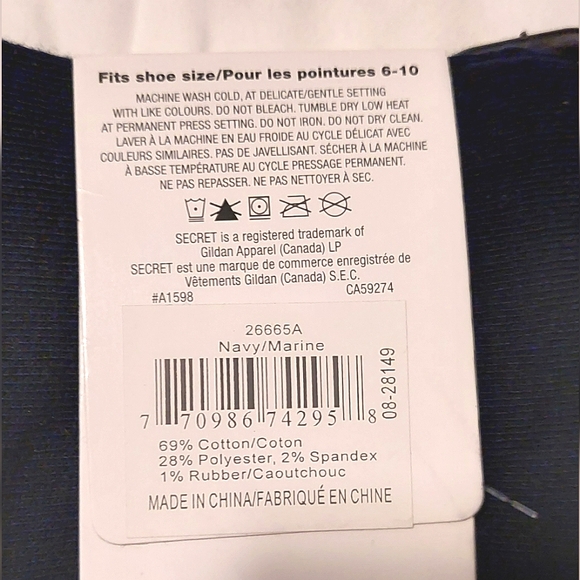 Fits shoe size/Pour les pointures 6-10
MACHINE WASH COLD, AT DELICATE/GENTLE SETTING
WITH LIKE COLOURS. DO NOT BLEACH. TUMBLE DRY LOW HEAT
AT PERMANENT PRESS SETTING. DO NOT IRON. DO NOT DRY CLEAN.
LAVER À LA MACHINE EN EAU FROIDE AU CYCLE DÉLICAT AVEC
COULEURS SIMILAIRES. PAS DE JAVELLISANT. SÉCHER À LA MACHINE
À BASSE TEMPÉRATURE AU CYCLE PRESSAGE PERMANENT.
NE PAS REPASSER. NE PAS NETTOYER À SEC.
SECRET is a registered trademark of
Gildan Apparel (Canada) LP
SECRET est une marque de commerce enregistrée de
Vêtements Gildan (Canada) S.E.C.
#A1598 CA59274
26665A
Navy/Marine
7 70986 74295 8
08-28149
69% Cotton/Coton
28% Polyester, 2% Spandex
1% Rubber/Caoutchouc
MADE IN CHINA/FABRIQUÉ EN CHINE